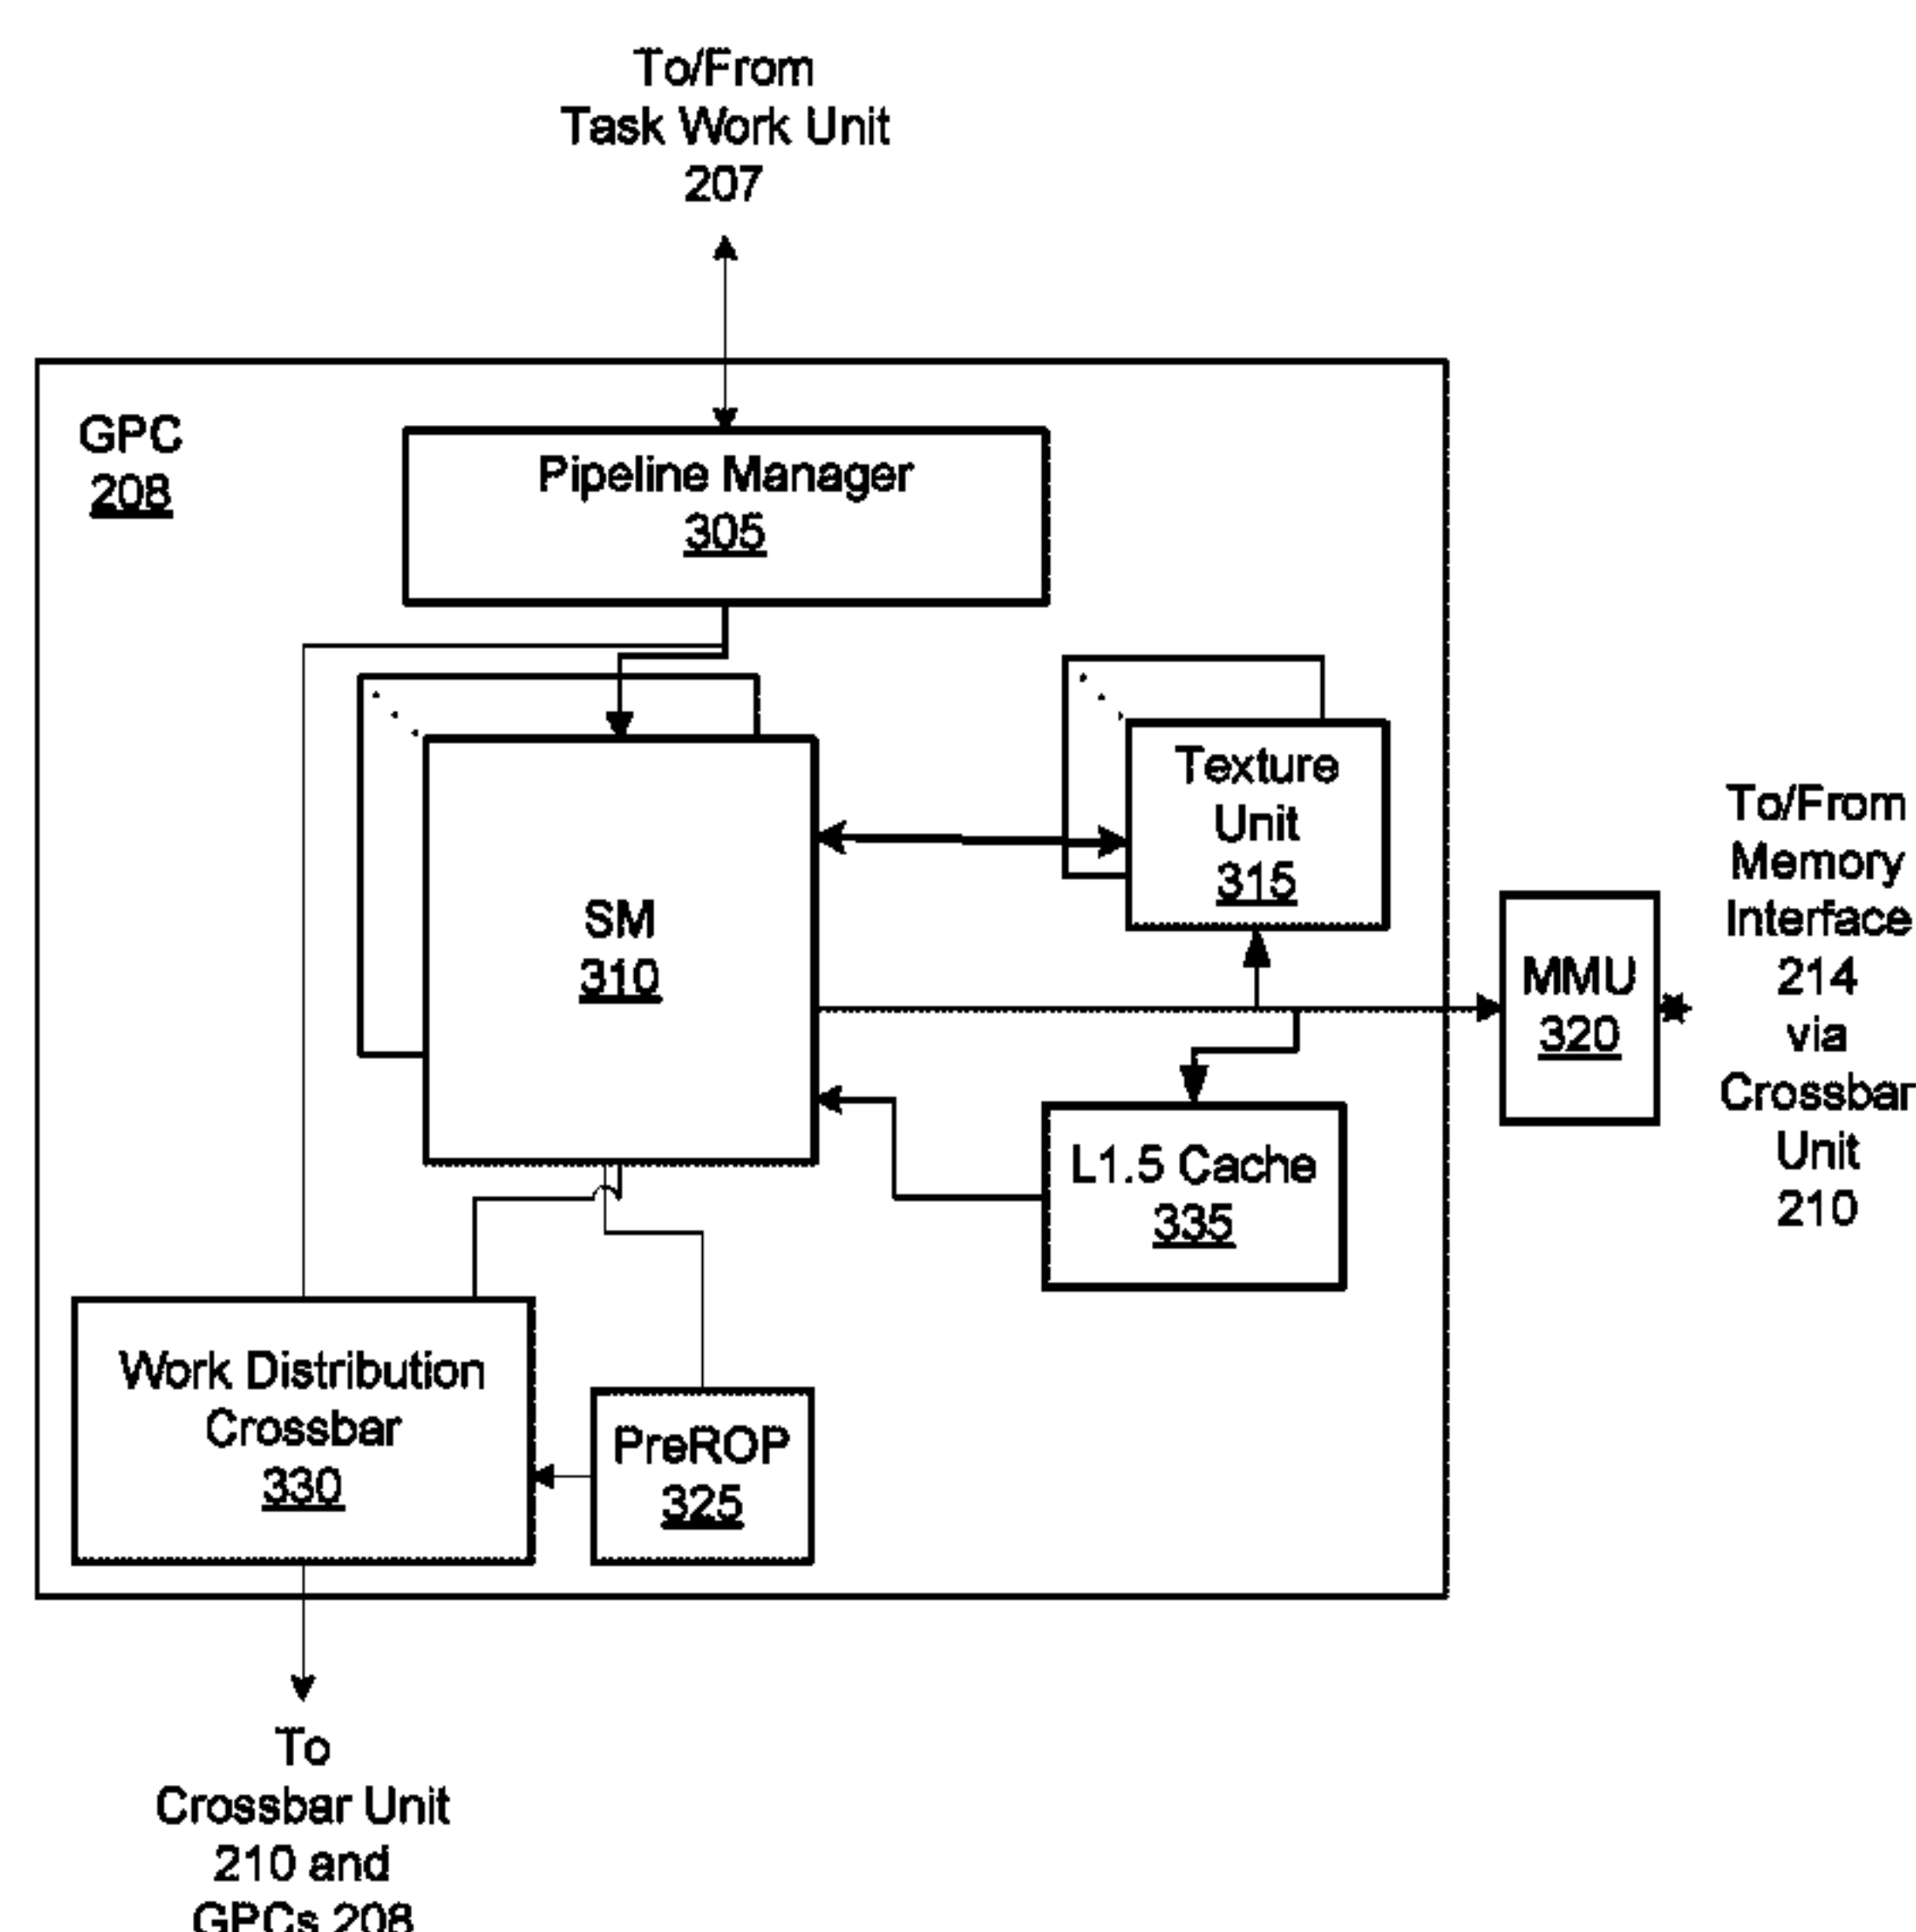 To/From
Task Work Unit
207
GPC
208
Pipeline Manager
305
Texture
Unit
315
SM
310
To/From
Memory
Interface
214
via
Crossbar
Unit
210
MMU
320
L1.5 Cache
335
Work Distribution
Crossbar
330
PreROP
325
To
Crossbar Unit
210 and
GPCs 208